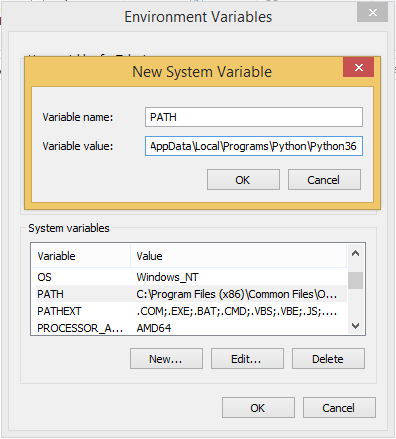 Environment Variables
New System Variable
Variable name:
PATH
Variable value:
AppData\Local\Programs\Python\Python36
OK
Cancel
System variables
Variable Value
OS Windows_NT
PATH C:\Program Files (x86)\Common Files\O...
PATHEXT .COM;.EXE;.BAT;.CMD;.VBS;.VBE;.JS;....
PROCESSOR_A... AMD64
New... Edit... Delete
OK Cancel